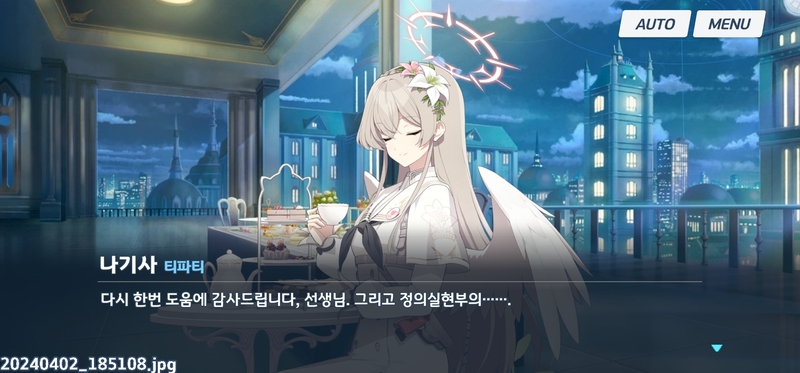 AUTO
MENU
나기사 티파티
다시 한번 도움에 감사드립니다, 선생님. 그리고 정의실현부의…….
20240402_185108.jpg